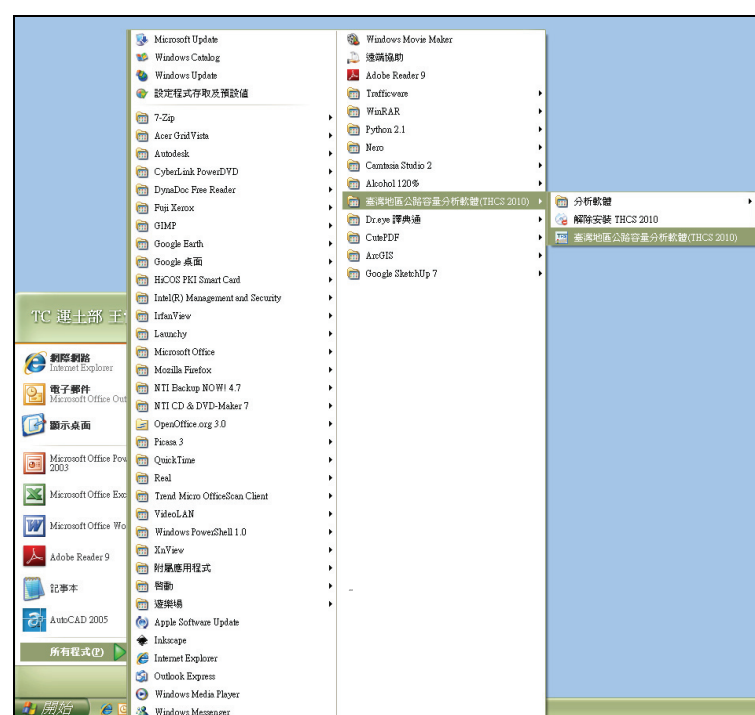 Microsoft Update
Windows Catalog
Windows Update
設定程式存取及預設值
7-Zip
Acer GridVista
Autodesk
CyberLink PowerDVD
DynaDoc Free Reader
Fuji Xerox
GIMP
Google Earth
Google 桌面
HiCOS PKI Smart Card
Intel(R) Management and Security
IrfanView
Launchy
Microsoft Office
Mozilla Firefox
NTI Backup NOW! 4.7
NTI CD & DVD-Maker 7
OpenOffice.org 3.0
Picasa 3
QuickTime
Real
Trend Micro OfficeScan Client
VideoLAN
Windows PowerShell 1.0
XnView
附屬應用程式
啟動
遊樂場
Apple Software Update
Inkscape
Internet Explorer
Outlook Express
Windows Media Player
Windows Messenger
Windows Movie Maker
遠端協助
Adobe Reader 9
Trafficware
WinRAR
Python 2.1
Nero
Camtasia Studio 2
Alcohol 120%
臺灣地區公路容量分析軟體(THCS 2010)
Dr.eye 譯典通
CutePDF
ArcGIS
Google SketchUp 7
分析軟體
解除安裝 THCS 2010
臺灣地區公路容量分析軟體(THCS 2010)
TC 運土部 王
網際網路
Internet Explorer
電子郵件
Microsoft Office Out
顯示桌面
Microsoft Office Pow
2003
Microsoft Office Exc
Microsoft Office Wo
Adobe Reader 9
記事本
AutoCAD 2005
所有程式(P)
開始